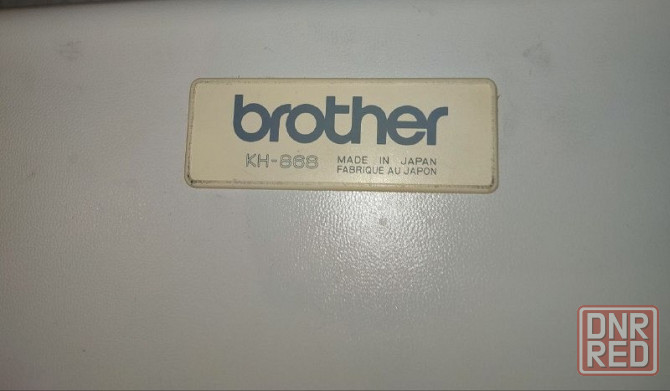 brother
KH-868
MADE IN JAPAN
FABRIQUE AU JAPON
DNR
RED